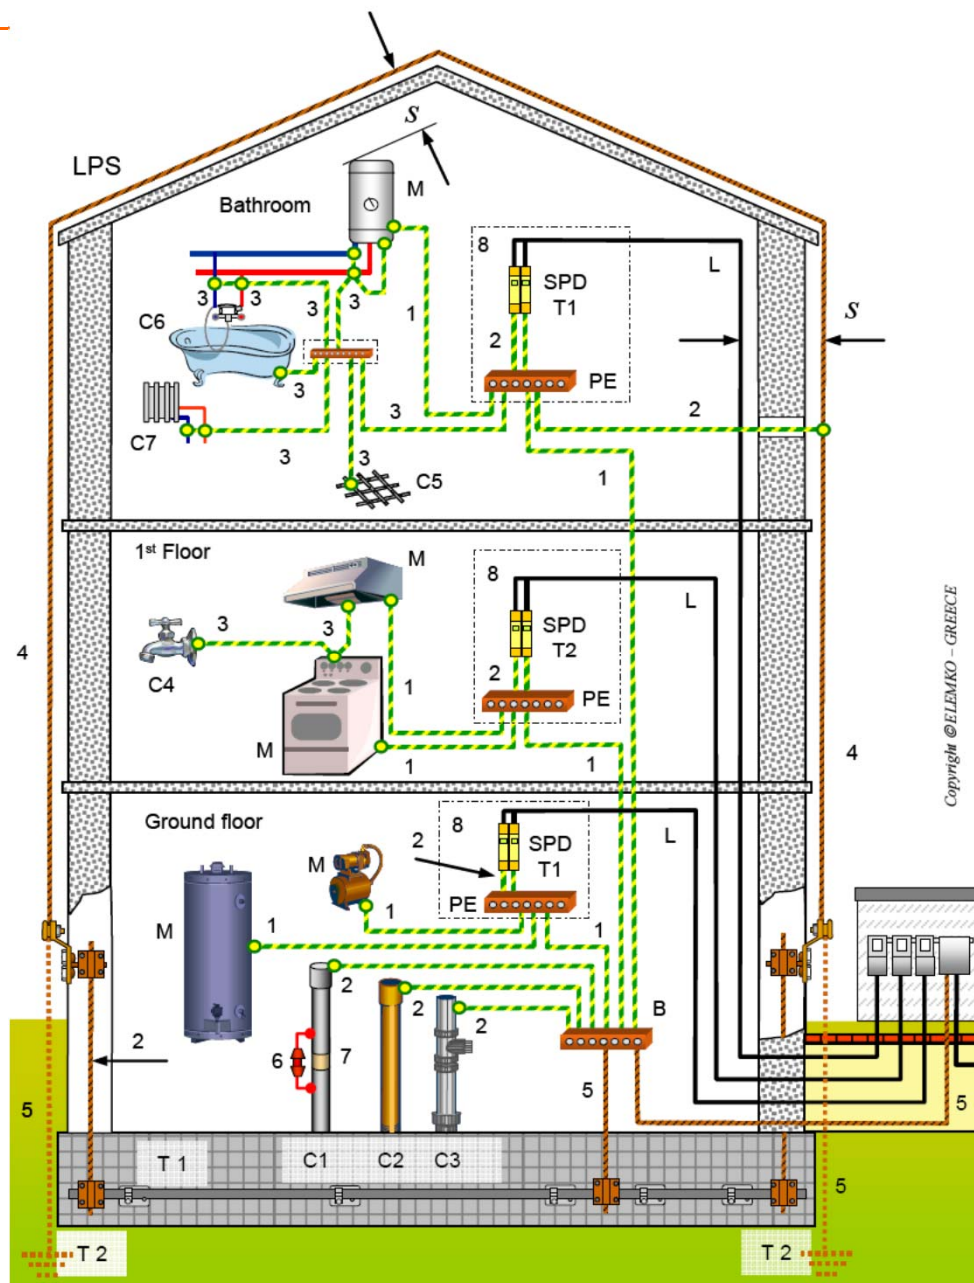 S
LPS
M
Bathroom
8
L
SPD
T1
3
3
3
3
1
S
C6
2
PE
3
3
2
C7
3
3
C5
1
1st Floor
M
8
L
SPD
T2
4
3
3
C4
2
1
PE
M
1
1
4
Copyright ©ELEMKO – GREECE
Ground floor
8
L
2
SPD
T1
M
PE
M
1
1
1
2
2
2
B
2
6
7
5
5
5
T 1
C1
C2
C3
5
T 2
T 2